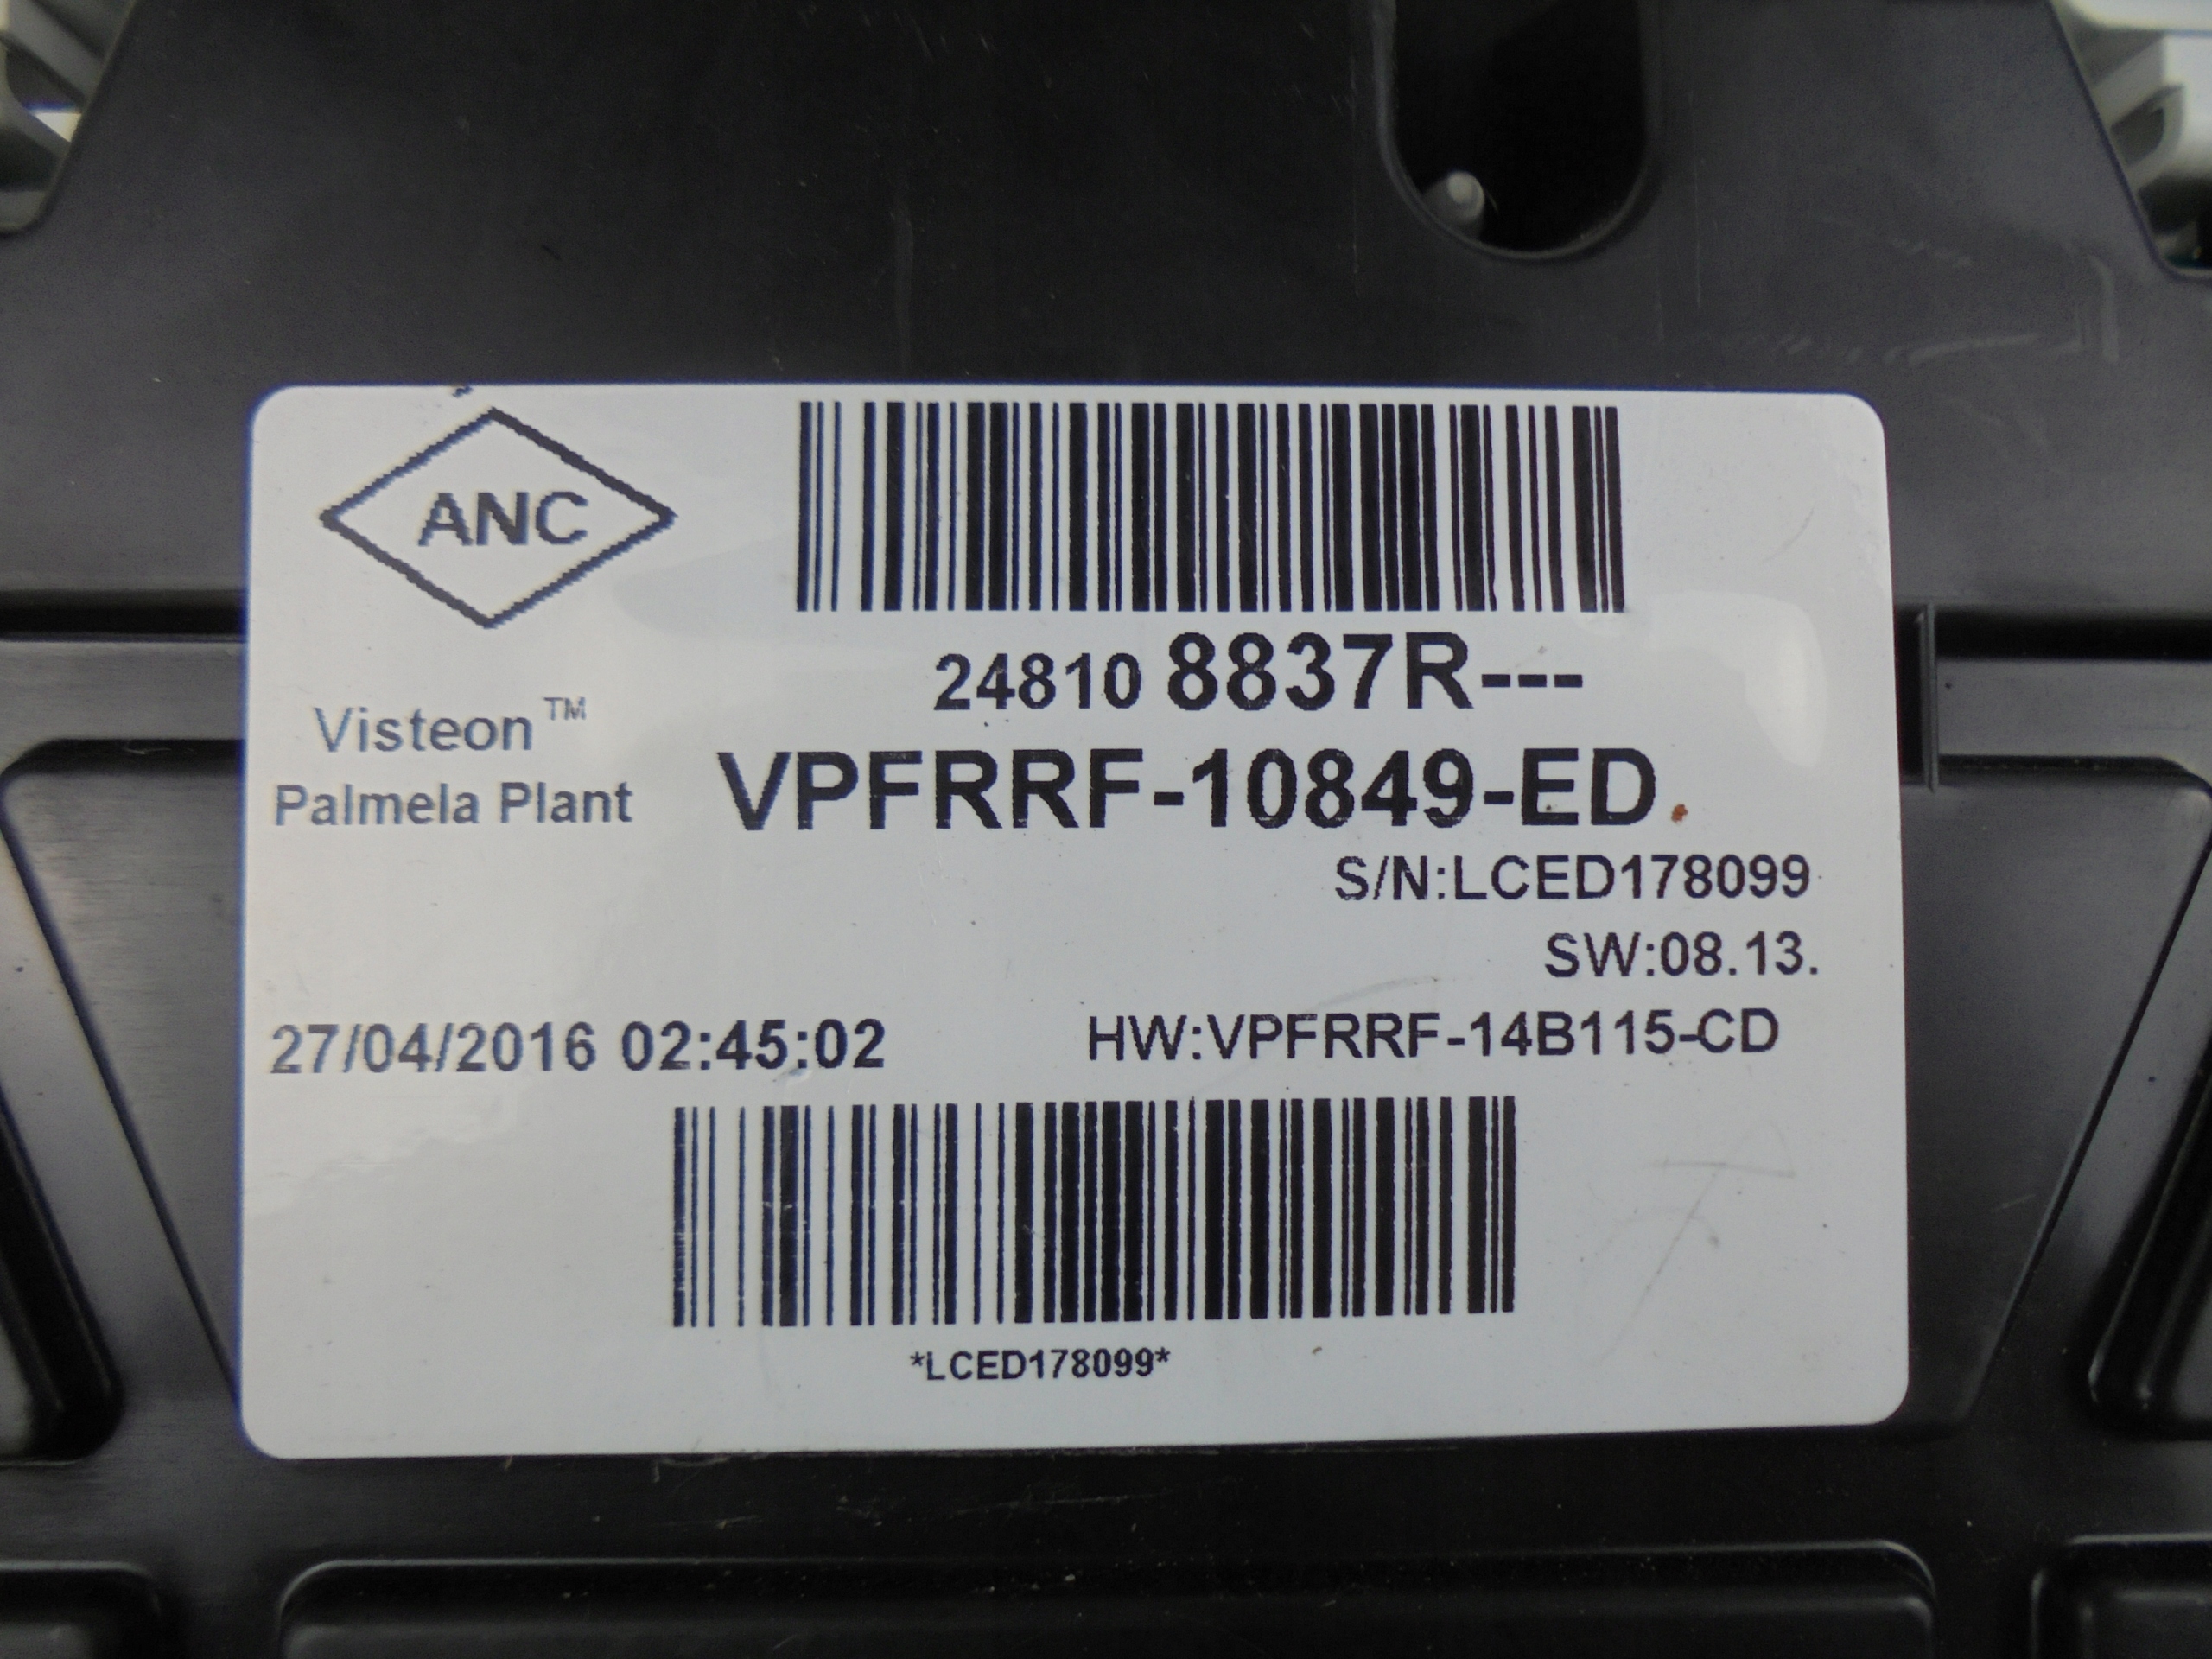 ANC
24810 8837R---
Visteon™
Palmela Plant
VPFRRF-10849-ED
S/N:LCED178099
SW:08.13.
27/04/2016 02:45:02
HW:VPFRRF-14B115-CD
*LCED178099*